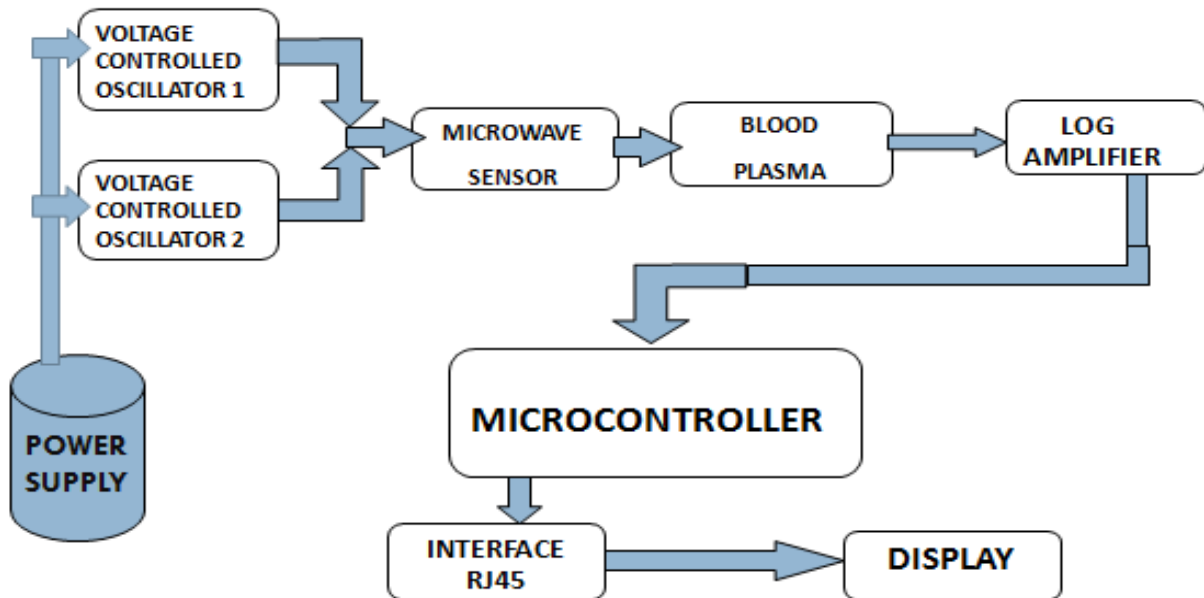 VOLTAGE
CONTROLLED
OSCILLATOR 1
VOLTAGE
CONTROLLED
OSCILLATOR 2
MICROWAVE
SENSOR
BLOOD
PLASMA
LOG
AMPLIFIER
POWER
SUPPLY
MICROCONTROLLER
INTERFACE
RJ45
DISPLAY